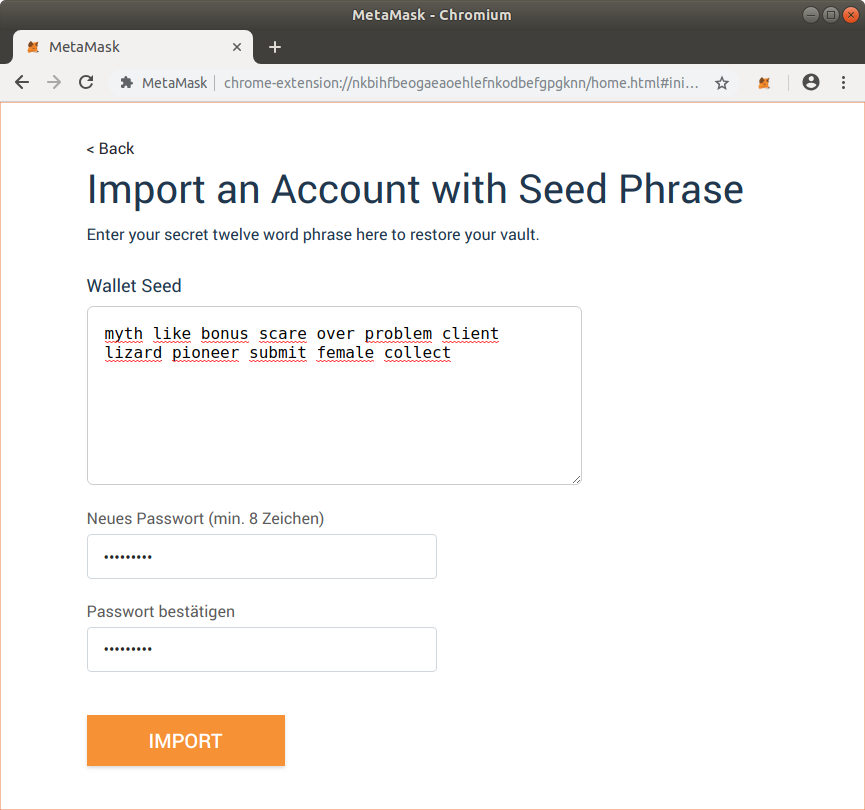 MetaMask - Chromium
MetaMask
MetaMask chrome-extension://nkbihfbeogaeaoehlefnkodbefgpgknn/home.html#ini...
< Back
Import an Account with Seed Phrase
Enter your secret twelve word phrase here to restore your vault.
Wallet Seed
myth like bonus scare over problem client
lizard pioneer submit female collect
Neues Passwort (min. 8 Zeichen)
•••••••••
Passwort bestätigen
•••••••••
IMPORT